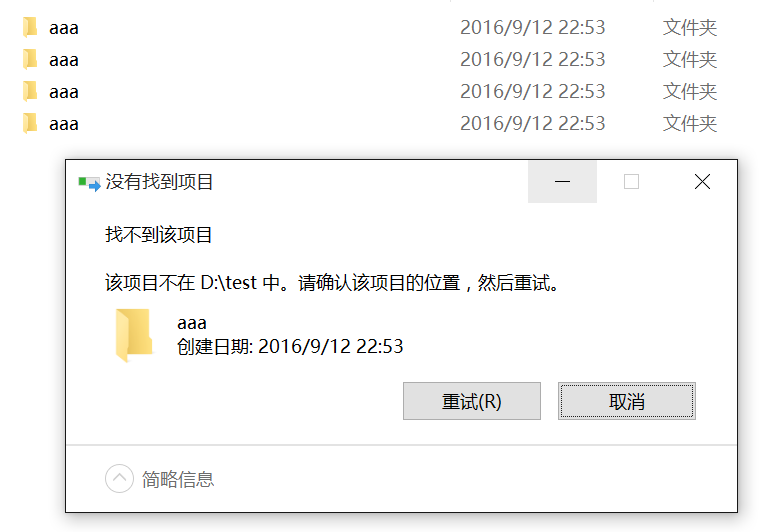 aaa 2016/9/12 22:53 文件夹
aaa 2016/9/12 22:53 文件夹
aaa 2016/9/12 22:53 文件夹
aaa 2016/9/12 22:53 文件夹
没有找到项目
找不到该项目
该项目不在 D:\test 中。请确认该项目的位置，然后重试。
aaa
创建日期: 2016/9/12 22:53
重试(R) 取消
简略信息